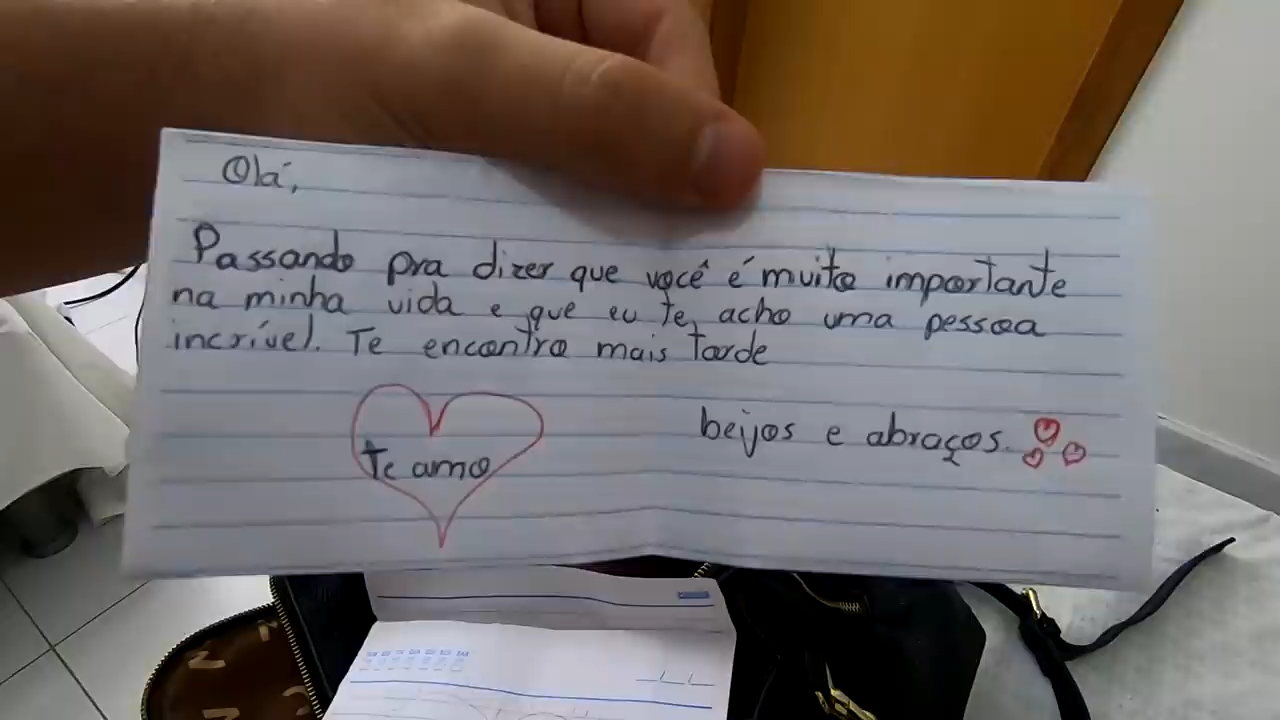 Olá,
Passando pra dizer que você é muito importante
na minha vida e que eu te acho uma pessoa
incrível. Te encontro mais tarde
beijos e abraços.
te amo